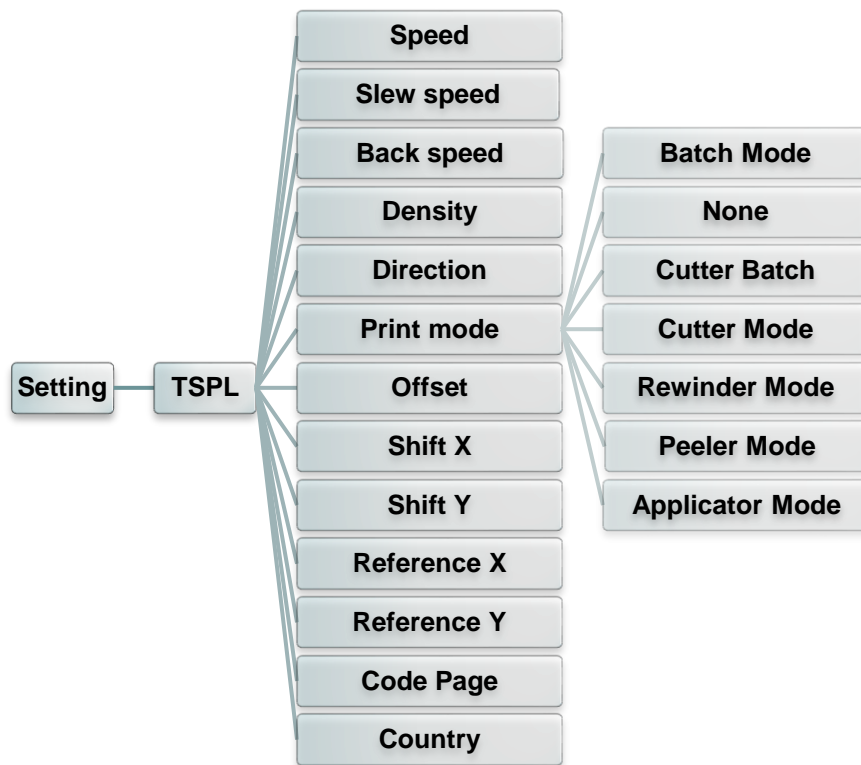 Setting
TSPL
Speed
Slew speed
Back speed
Density
Direction
Print mode
Offset
Shift X
Shift Y
Reference X
Reference Y
Code Page
Country
Batch Mode
None
Cutter Batch
Cutter Mode
Rewinder Mode
Peeler Mode
Applicator Mode